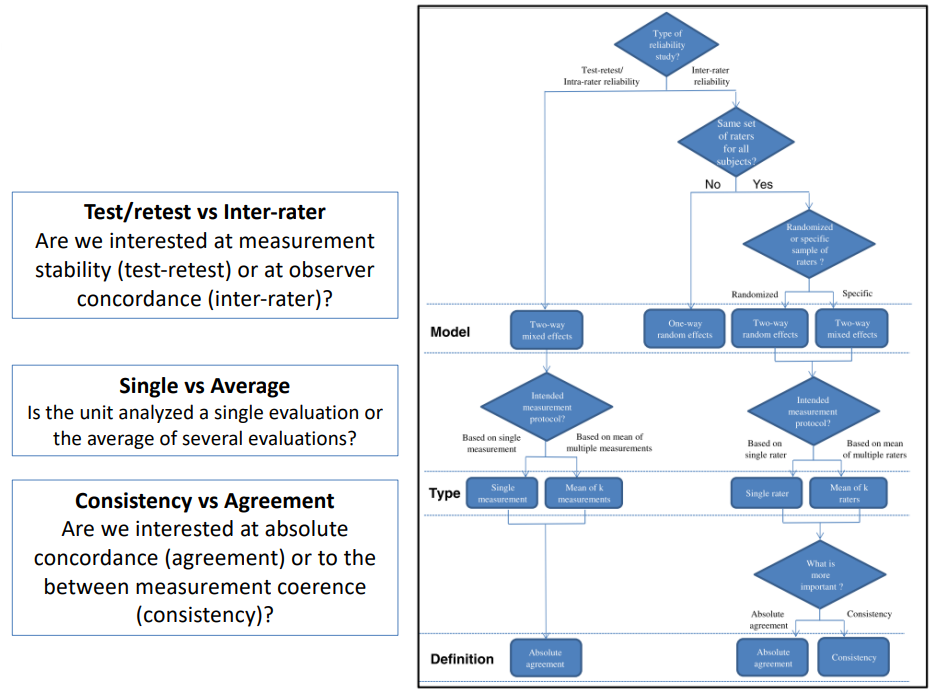 Test/retest vs Inter-rater
Are we interested at measurement
stability (test-retest) or at observer
concordance (inter-rater)?
Single vs Average
Is the unit analyzed a single evaluation or
the average of several evaluations?
Consistency vs Agreement
Are we interested at absolute
concordance (agreement) or to the
between measurement coerence
(consistency)?
Type of
reliability
study?
Test-retest/
Intra-rater reliability
Inter-rater
reliability
Same set
of raters
for all
subjects?
No
Yes
Randomized
or specific
sample of
raters ?
Randomized
Specific
Model
Two-way
mixed effects
One-way
random effects
Two-way
random effects
Two-way
mixed effects
Intended
measurement
protocol?
Based on single
measurement
Based on mean of
multiple measurements
Intended
measurement
protocol?
Based on
single rater
Based on mean
of multiple raters
Type
Single
measurement
Mean of k
measurements
Single rater
Mean of k
raters
What is
more
important ?
Absolute
agreement
Consistency
Definition
Absolute
agreement
Absolute
agreement
Consistency